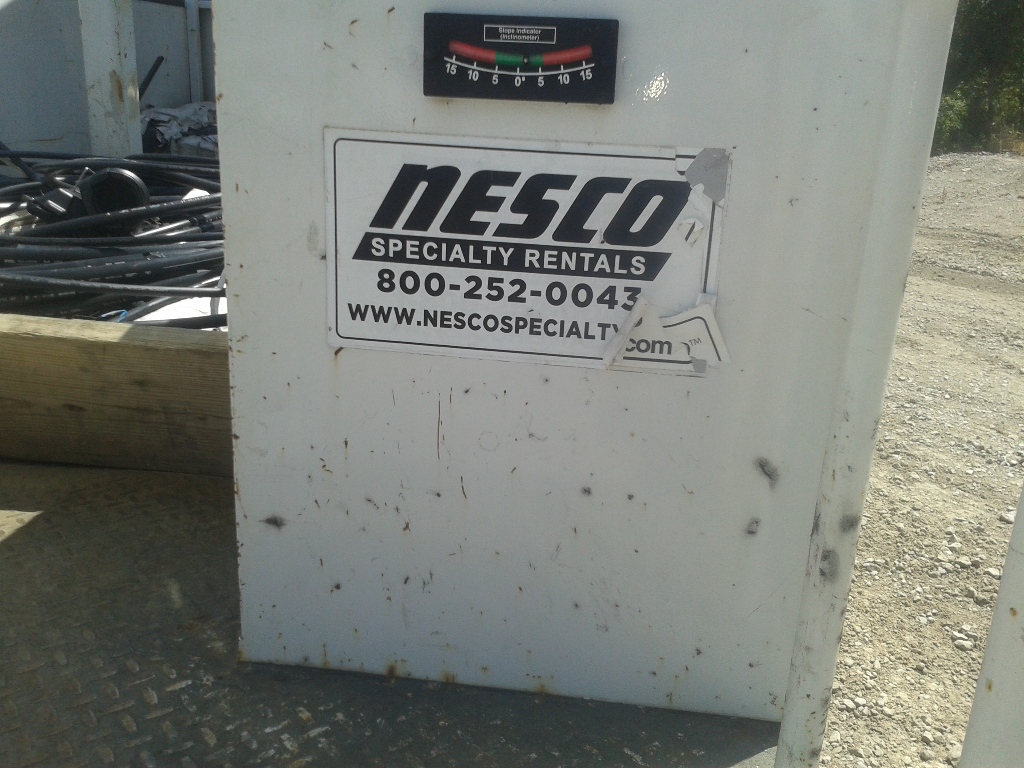 Slope Indicator
(Inclinometer)
15 10 5 0° 5 10 15
NESCO
SPECIALTY RENTALS
800-252-0043
WWW.NESCOSPECIALTY
.com
TM